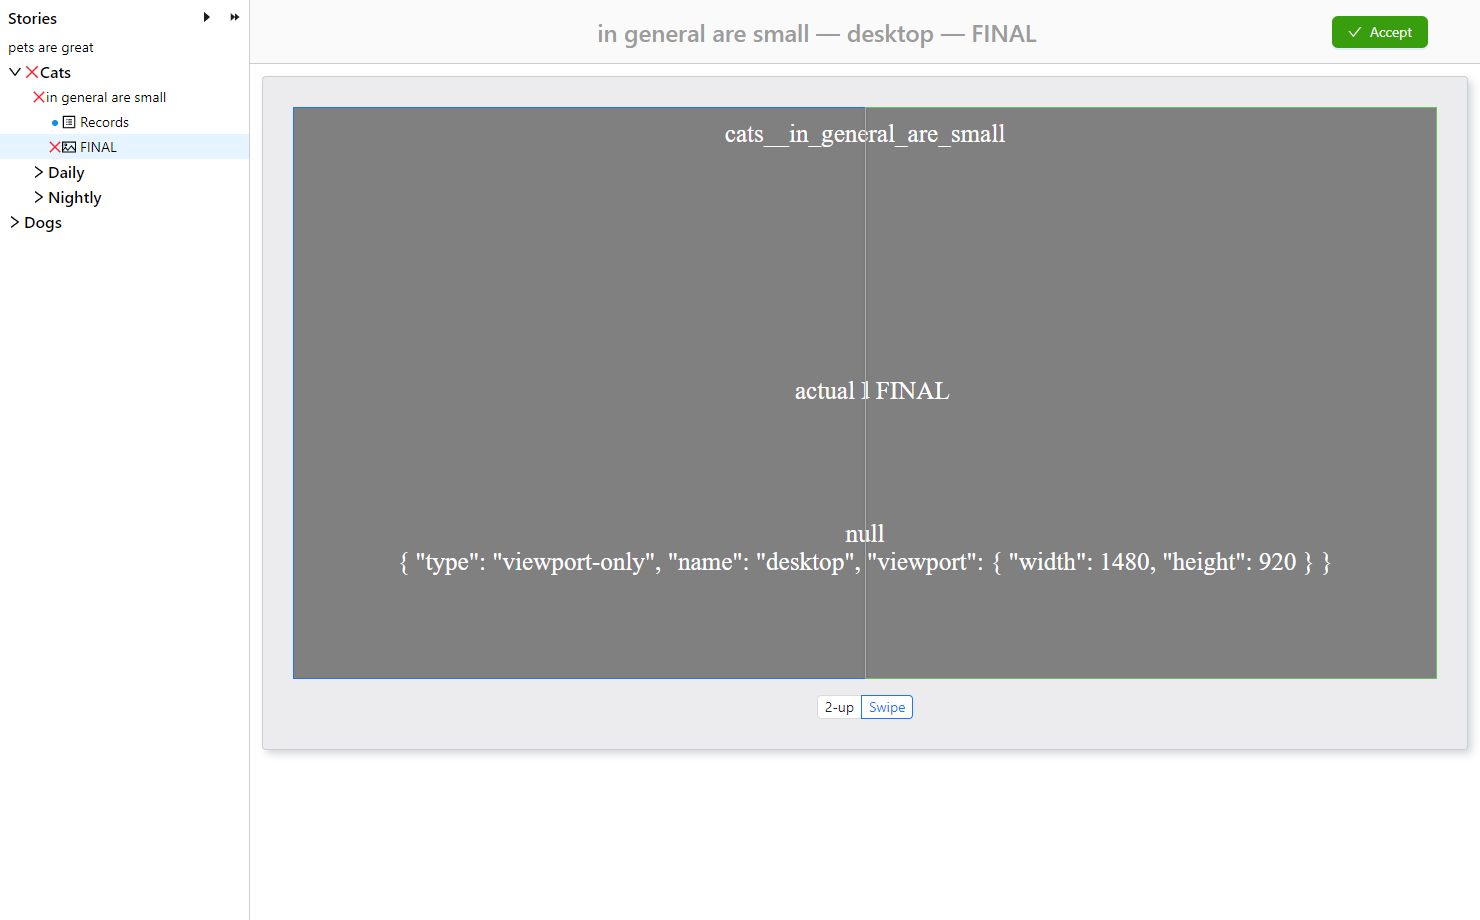 Stories
pets are great
Cats
in general are small
Records
FINAL
Daily
Nightly
Dogs
in general are small — desktop — FINAL
Accept
cats__in_general_are_small
actual FINAL
null
{ "type": "viewport-only", "name": "desktop", "viewport": { "width": 1480, "height": 920 } }
2-up
Swipe